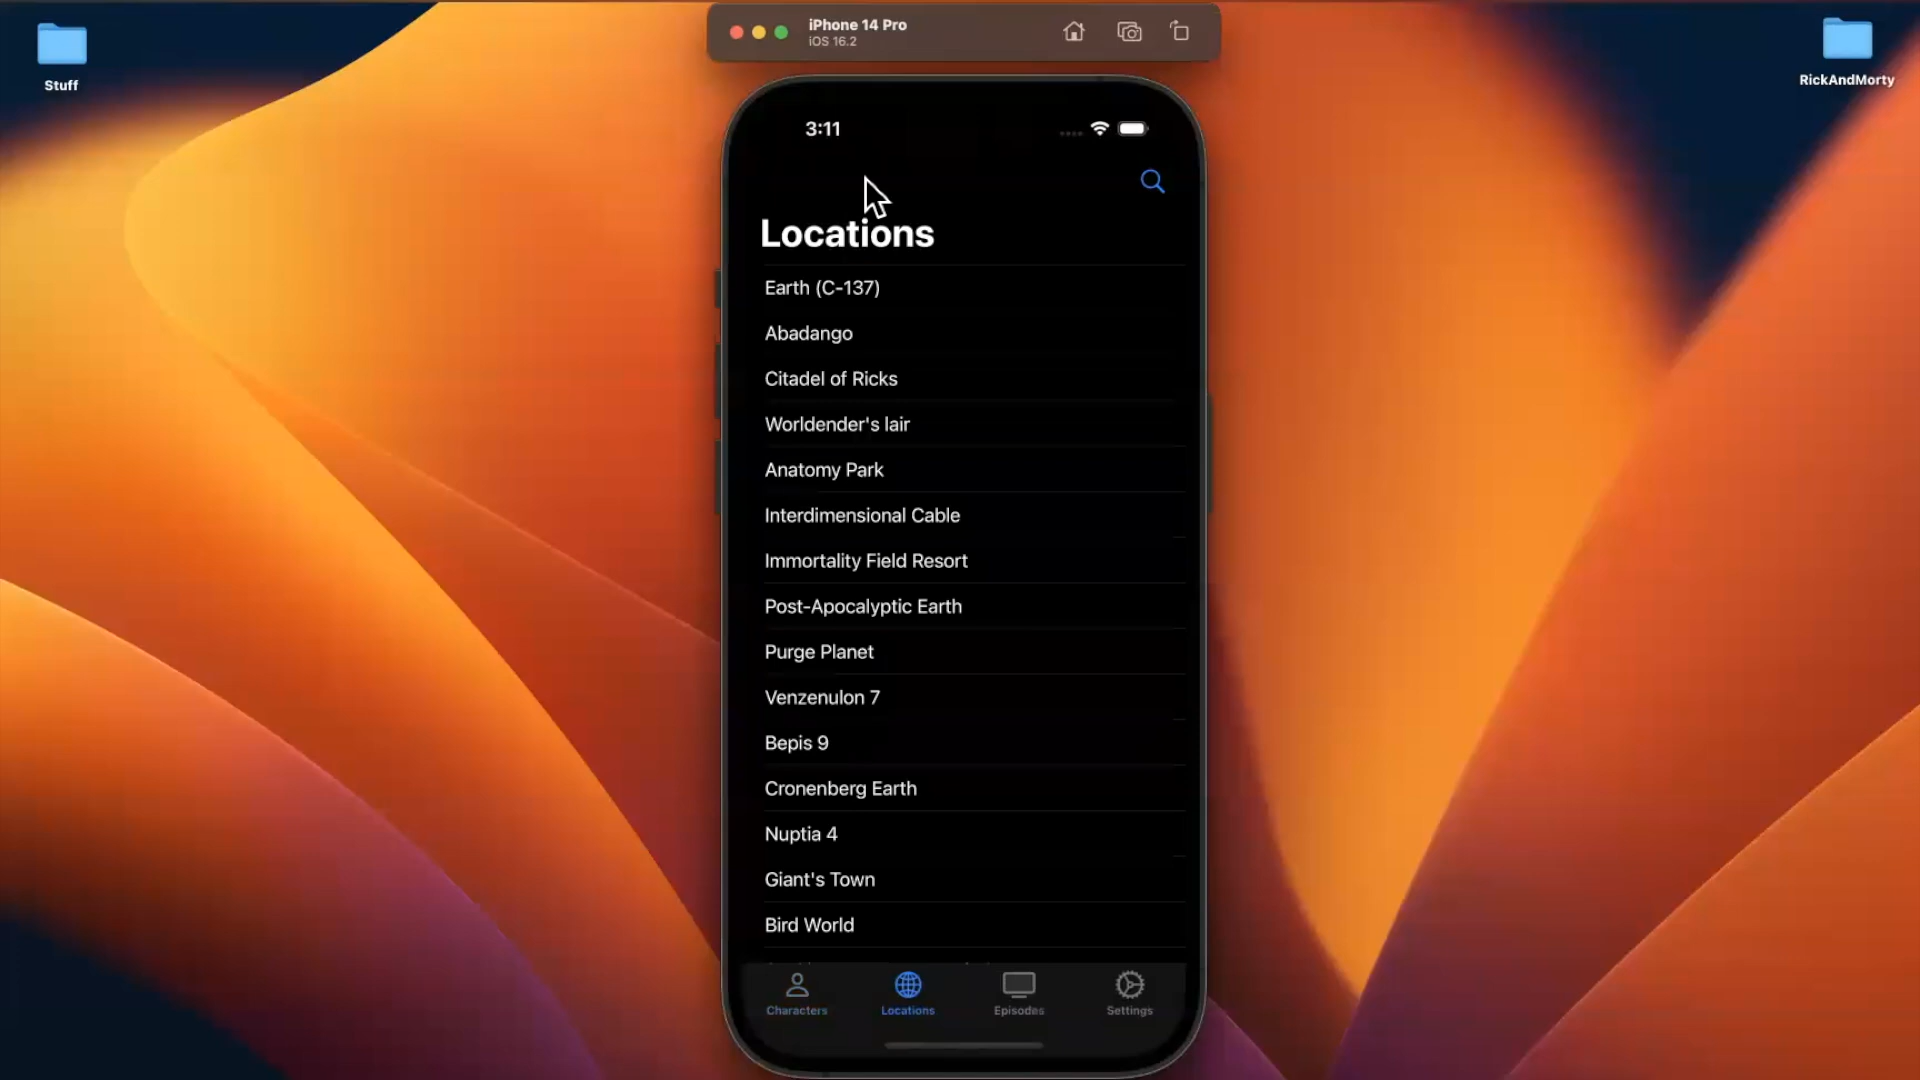 iPhone 14 Pro
iOS 16.2
Stuff
RickAndMorty
3:11
Locations
Earth (C-137)
Abadango
Citadel of Ricks
Worldender's lair
Anatomy Park
Interdimensional Cable
Immortality Field Resort
Post-Apocalyptic Earth
Purge Planet
Venzenulon 7
Bepis 9
Cronenberg Earth
Nuptia 4
Giant's Town
Bird World
Characters
Locations
Episodes
Settings